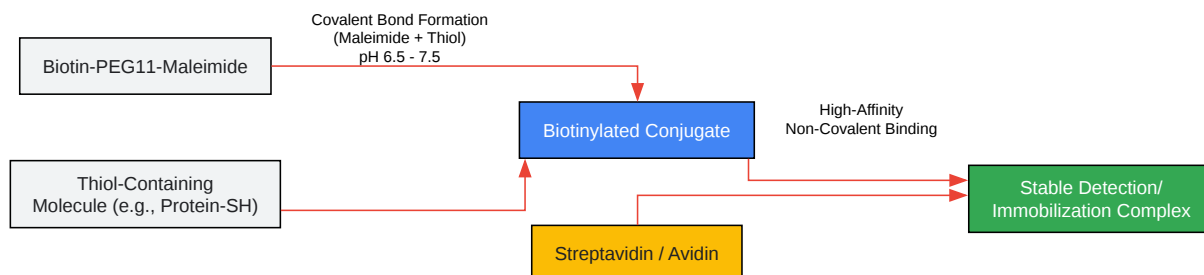 Covalent Bond Formation
(Maleimide + Thiol)
pH 6.5 - 7.5
Biotin-PEG11-Maleimide
High-Affinity
Non-Covalent Binding
Biotinylated Conjugate
Thiol-Containing
Molecule (e.g., Protein-SH)
Stable Detection/
Immobilization Complex
Streptavidin / Avidin